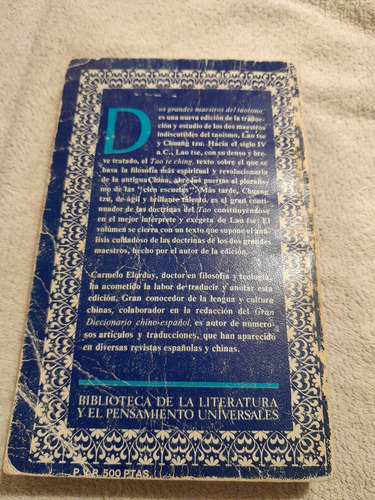 Dos grandes maestros del taoísmo,
es una nueva edición de la traduc-
ción y estudio de los dos maestros
indiscutibles del taoísmo, Lao tse
y Chuang tzu. Hacia el siglo IV
a. C., Lao tse, con su denso y bre-
ve tratado, el Tao te ching, texto sobre el que se
basa la filosofía más espiritual y revolucionaria
de la antigua China, abre las puertas al pluralis-
mo de las "cien escuelas". Más tarde, Chuang
tzu, de ágil y brillante talento, es el gran conti-
nuador de las doctrinas del Tao constituyéndose
en el mejor intérprete y exégeta de Lao tse. El
volumen se cierra con un texto que supone el aná-
lisis cuidadoso de las doctrinas de los dos grandes
maestros, hecho por el autor de la edición.
Carmelo Elorduy, doctor en filosofía y teología,
ha acometido la labor de traducir y anotar esta
edición. Gran conocedor de la lengua y cultura
chinas, colaborador en la redacción del Gran
Diccionario chino-español, es autor de numero-
sos artículos y traducciones, que han aparecido
en diversas revistas españolas y chinas.
BIBLIOTECA DE LA LITERATURA
Y EL PENSAMIENTO UNIVERSALES
P.V.P. 500 PTAS.